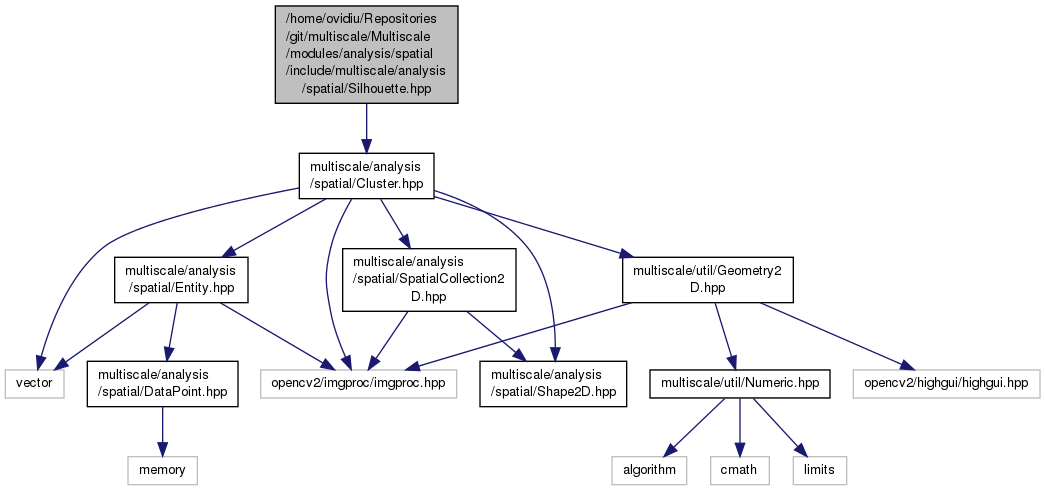 /home/ovidiu/Repositories
/git/multiscale/Multiscale
/modules/analysis/spatial
/include/multiscale/analysis
/spatial/Silhouette.hpp
multiscale/analysis
/spatial/Cluster.hpp
multiscale/analysis
/spatial/Entity.hpp
multiscale/analysis
/spatial/SpatialCollection2
D.hpp
multiscale/util/Geometry2
D.hpp
vector
multiscale/analysis
/spatial/DataPoint.hpp
opencv2/imgproc/imgproc.hpp
multiscale/analysis
/spatial/Shape2D.hpp
multiscale/util/Numeric.hpp
opencv2/highgui/highgui.hpp
memory
algorithm
cmath
limits